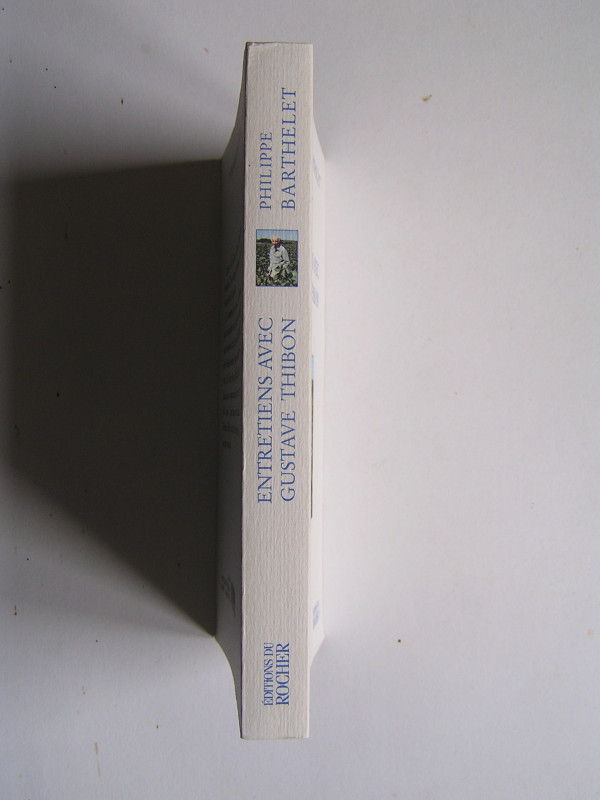 PHILIPPE
BARTHELET
ENTRETIENS AVEC
GUSTAVE THIBON
ÉDITIONS DU
ROCHER